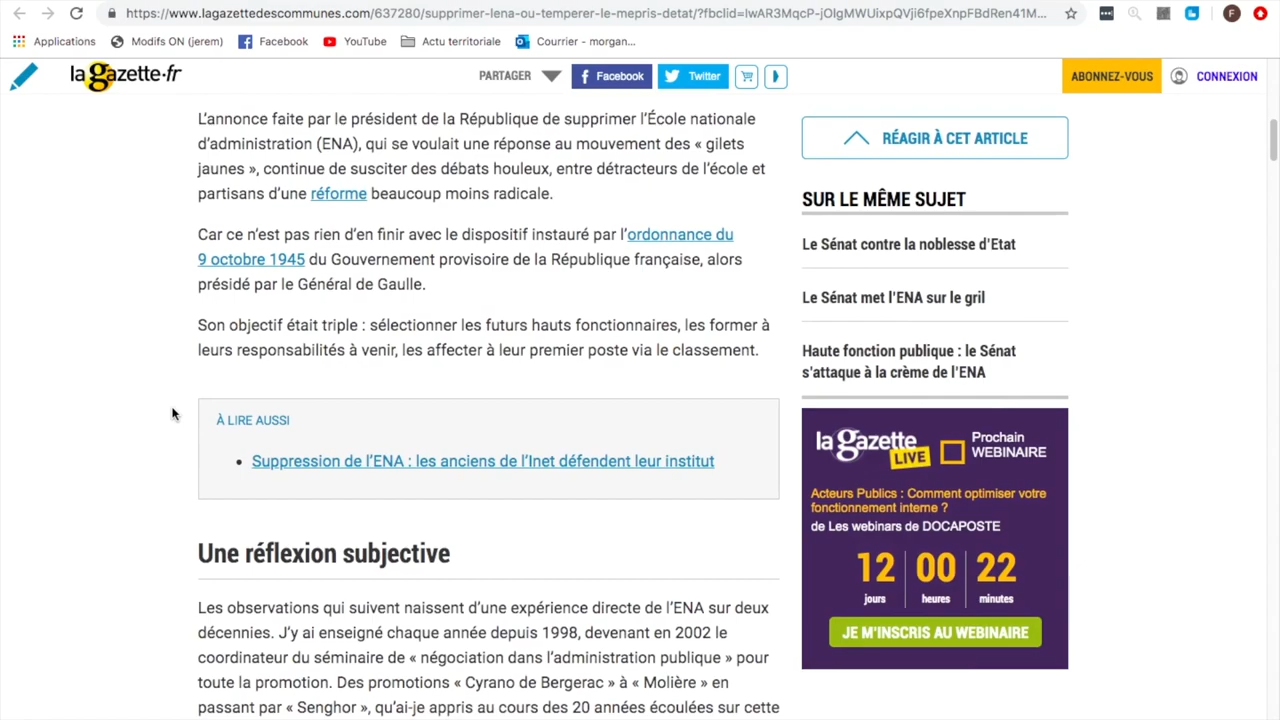 https://www.lagazettedescommunes.com/637280/supprimer-lena-ou-temperer-le-mepris-detat/?fbclid=IwAR3MqcP-jOlgMWUixpQVji6fpeXnpFBdRen41M...
F
Applications
Modifs ON (jerem)
Facebook
YouTube
Actu territoriale
Courrier - morgan...
la gazette.fr
PARTAGER
Facebook
Twitter
ABONNEZ-VOUS
CONNEXION
L'annonce faite par le président de la République de supprimer l'École nationale
d'administration (ENA), qui se voulait une réponse au mouvement des « gilets
jaunes », continue de susciter des débats houleux, entre détracteurs de l'école et
partisans d'une réforme beaucoup moins radicale.
Car ce n'est pas rien d'en finir avec le dispositif instauré par l'ordonnance du
9 octobre 1945 du Gouvernement provisoire de la République française, alors
présidé par le Général de Gaulle.
Son objectif était triple : sélectionner les futurs hauts fonctionnaires, les former à
leurs responsabilités à venir, les affecter à leur premier poste via le classement.
À LIRE AUSSI
• Suppression de l'ENA : les anciens de l'Inet défendent leur institut
Une réflexion subjective
Les observations qui suivent naissent d'une expérience directe de l'ENA sur deux
décennies. J'y ai enseigné chaque année depuis 1998, devenant en 2002 le
coordinateur du séminaire de « négociation dans l'administration publique » pour
toute la promotion. Des promotions « Cyrano de Bergerac » à « Molière » en
passant par « Senghor », qu'ai-je appris au cours des 20 années écoulées sur cette
RÉAGIR À CET ARTICLE
SUR LE MÊME SUJET
Le Sénat contre la noblesse d'Etat
Le Sénat met l'ENA sur le gril
Haute fonction publique : le Sénat
s'attaque à la crème de l'ENA
la gazette
LIVE
Prochain
WEBINAIRE
Acteurs Publics : Comment optimiser votre
fonctionnement interne ?
de Les webinars de DOCAPOSTE
12 00 22
jours heures minutes
JE M'INSCRIS AU WEBINAIRE